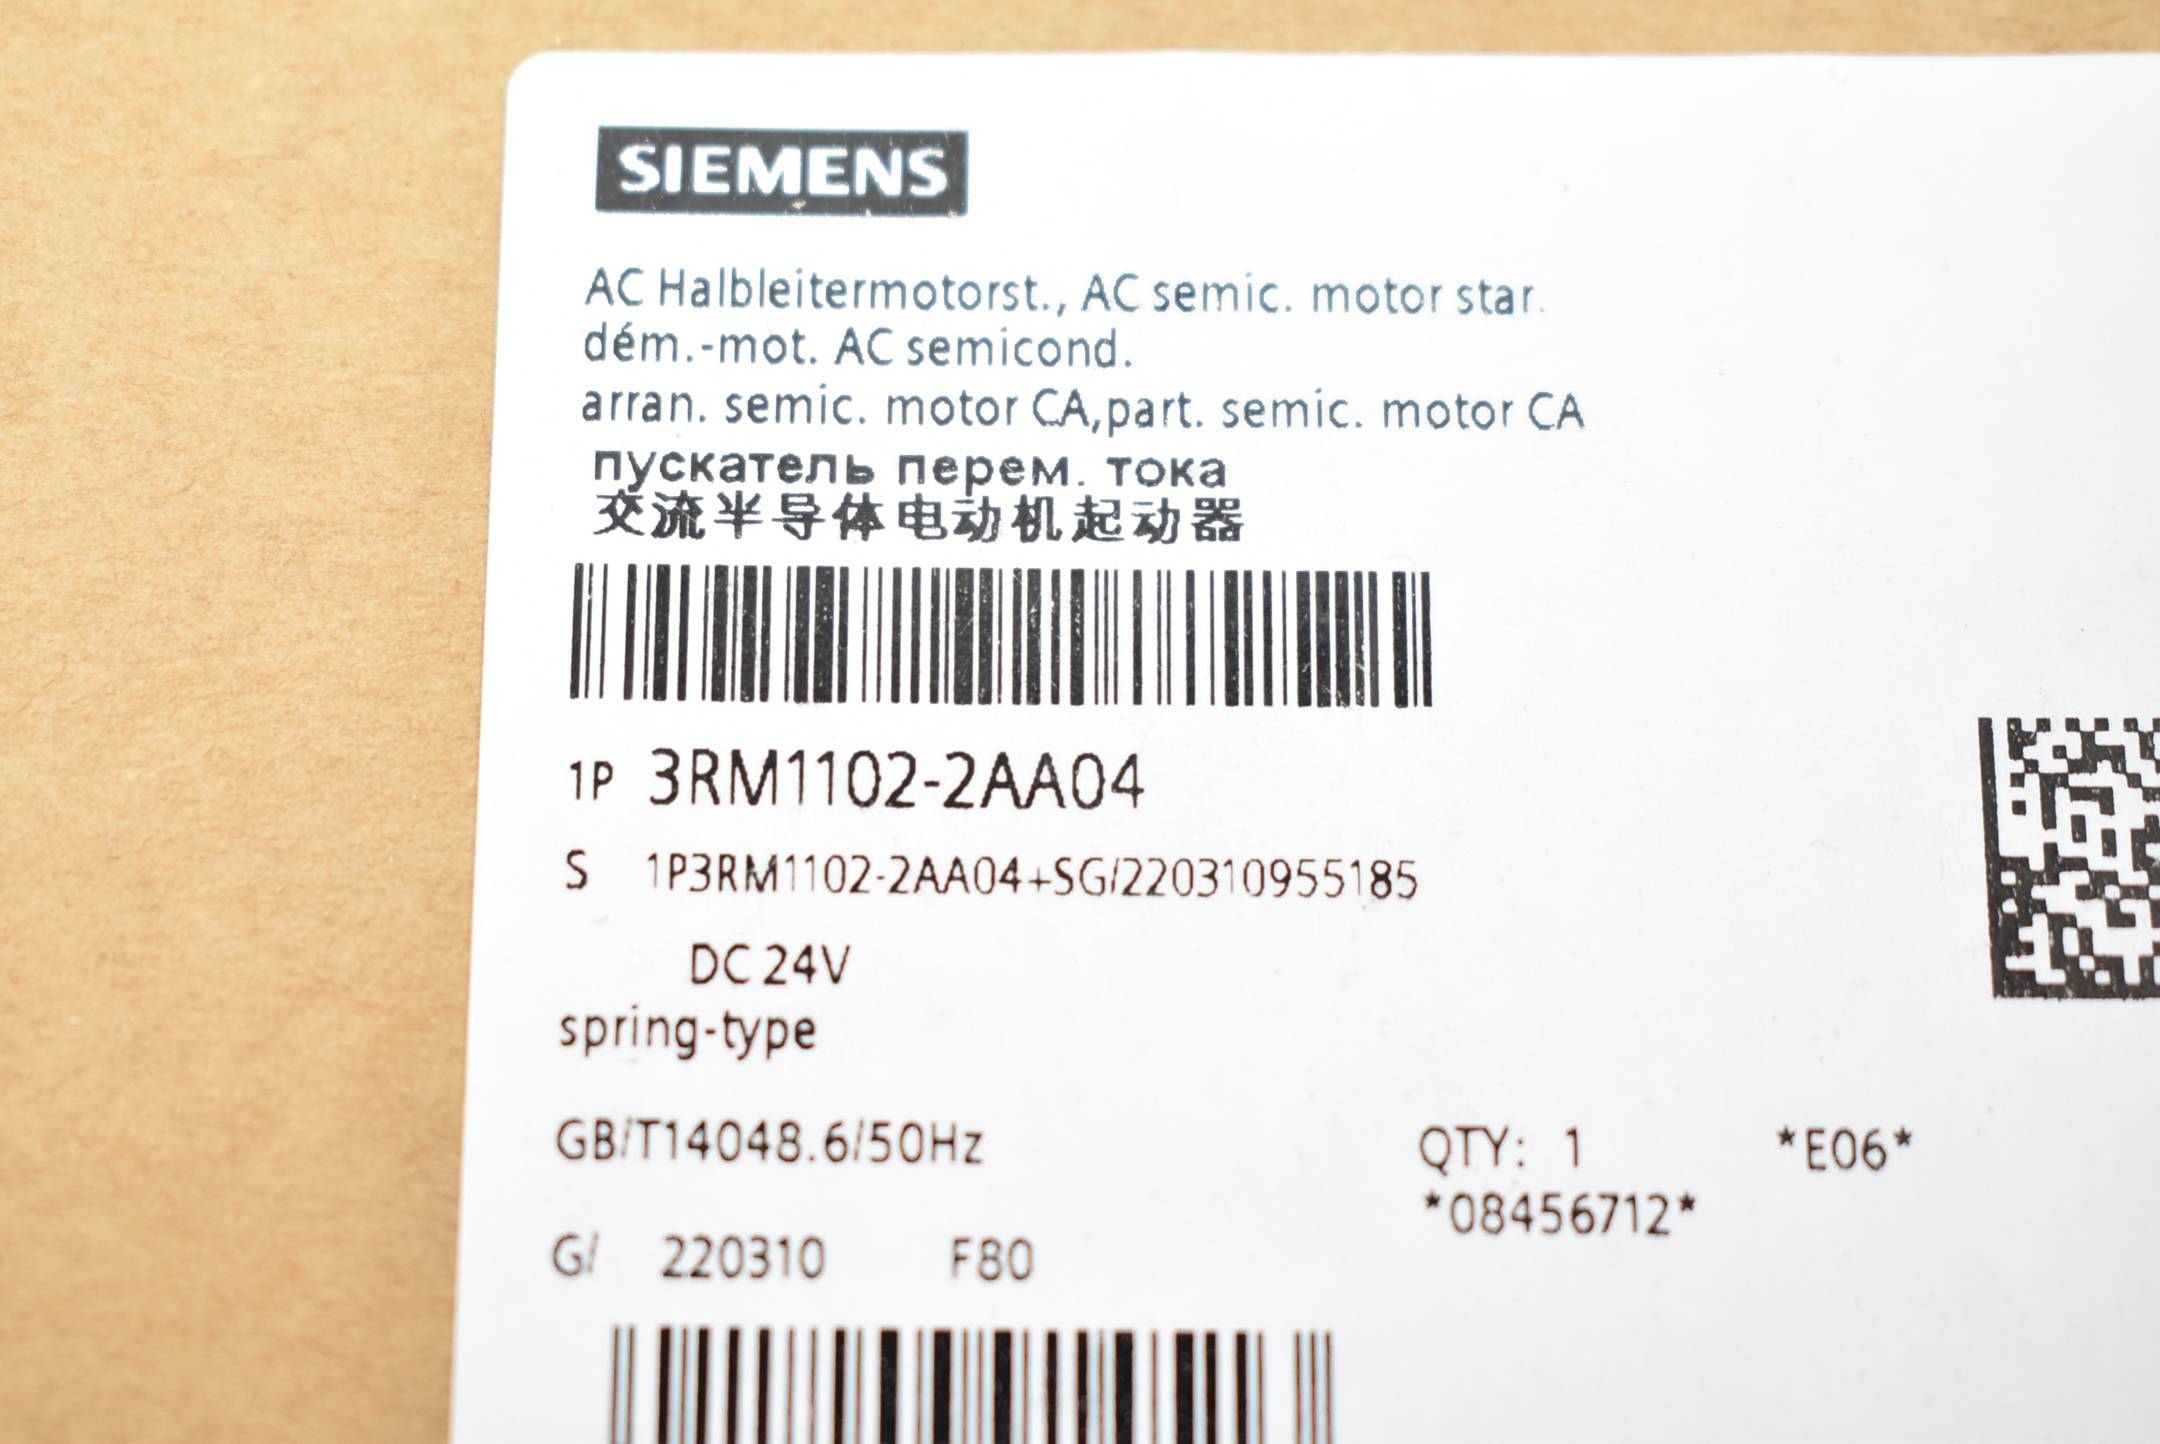 SIEMENS
AC Halbleitermotorst., AC semic. motor star.
dém.-mot. AC semicond.
arran. semic. motor CA,part. semic. motor CA
пускатель перем. тока
交流半导体电动机起动器
1P 3RM1102-2AA04
S 1P3RM1102-2AA04+SG/220310955185
DC 24V
spring-type
GB/T14048.6/50Hz QTY: 1 *E06*
*08456712*
G/ 220310 F80